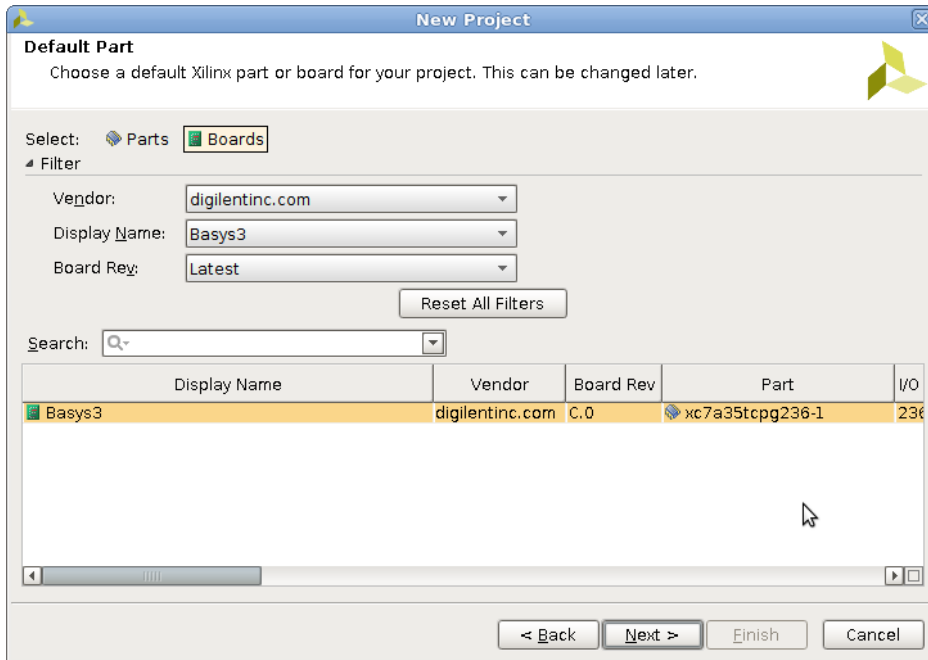 New Project
Default Part
Choose a default Xilinx part or board for your project. This can be changed later.
Select: Parts Boards
Filter
Vendor: digilentinc.com
Display Name: Basys3
Board Rev: Latest
Reset All Filters
Search:
Display Name Vendor Board Rev Part I/O
Basys3 digilentinc.com C.0 xc7a35tcpg236-1 236
< Back Next > Finish Cancel